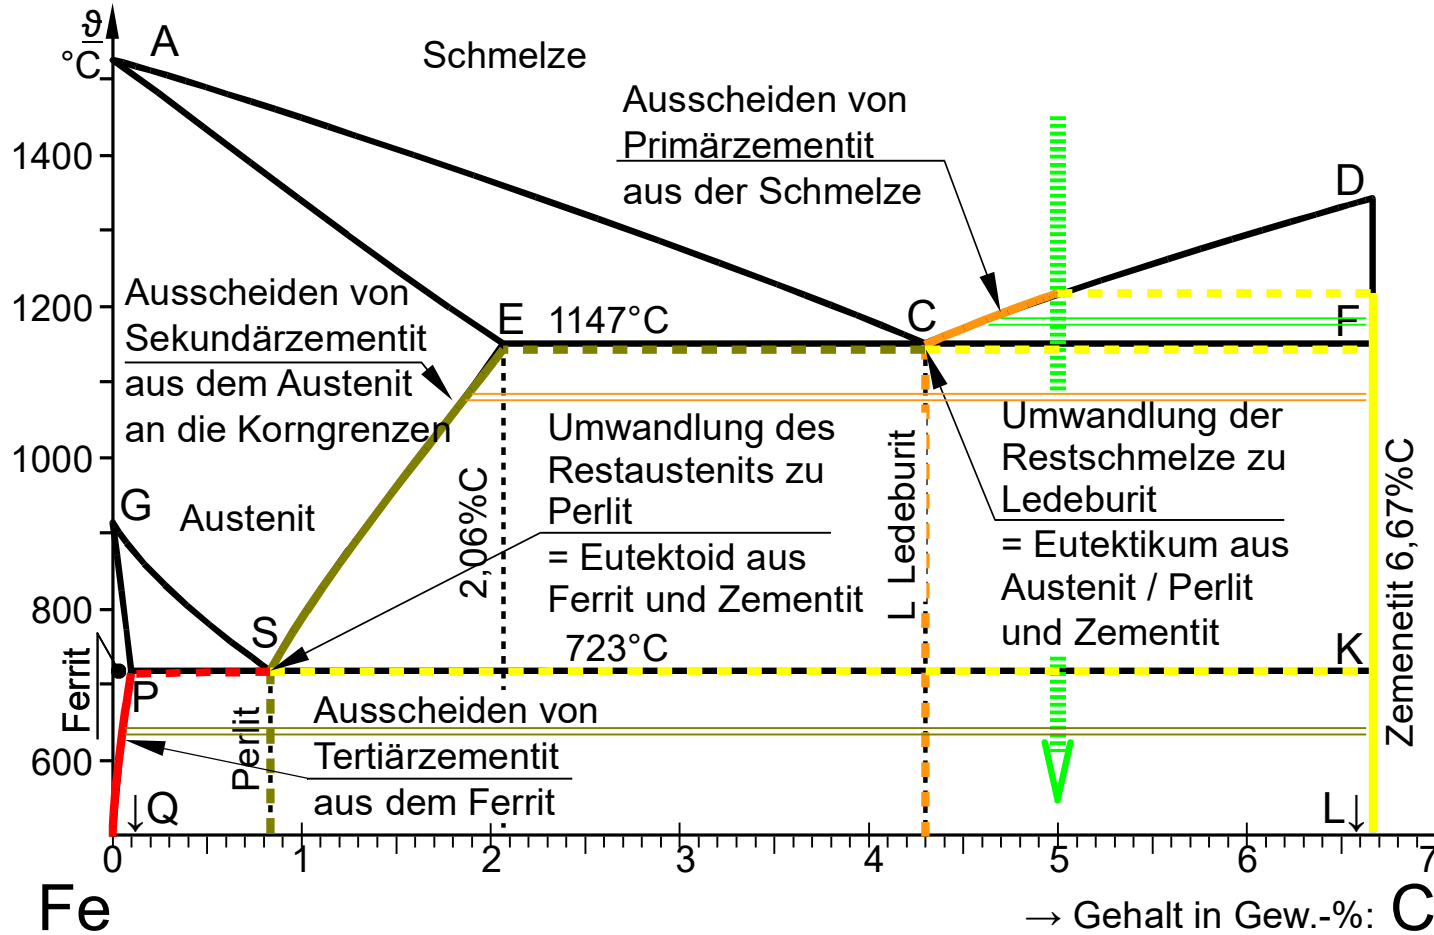 ϑ
°C
A
Schmelze
Ausscheiden von
Primärzementit
aus der Schmelze
D
1400
1200
1000
800
600
Ausscheiden von
Sekundärzementit
aus dem Austenit
an die Korngrenzen
E
1147°C
C
F
Umwandlung des
Restaustenits zu
Perlit
= Eutektoid aus
Ferrit und Zementit
Umwandlung der
Restschmelze zu
Ledeburit
= Eutektikum aus
Austenit / Perlit
und Zementit
2,06%C
L Ledeburit
Zemenetit 6,67%C
G
Austenit
S
723°C
K
Ferrit
P
Perlit
Ausscheiden von
Tertiärzementit
aus dem Ferrit
↓Q
L↓
0 1 2 3 4 5 6 7
Fe
→ Gehalt in Gew.-%: C